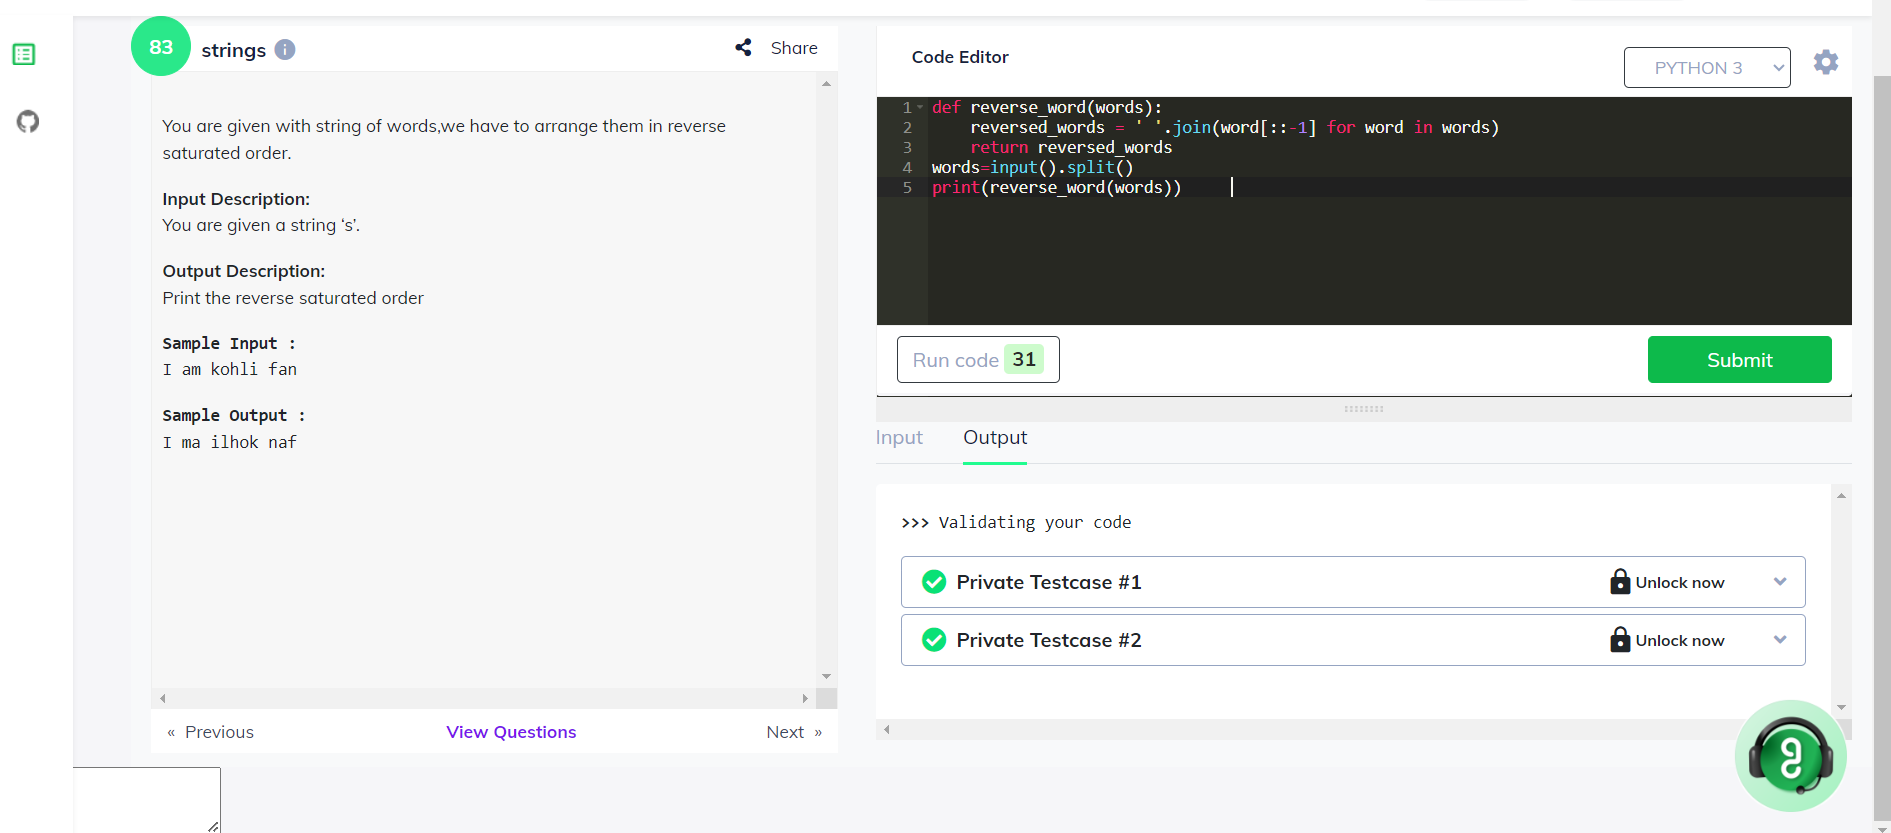 83
strings
Share
You are given with string of words,we have to arrange them in reverse
saturated order.
Input Description:
You are given a string ‘s’.
Output Description:
Print the reverse saturated order
Sample Input :
I am kohli fan
Sample Output :
I ma ilhok naf
« Previous
View Questions
Next »
Code Editor
PYTHON 3
1 def reverse_word(words):
2 reversed_words = ' '.join(word[::-1] for word in words)
3 return reversed_words
4 words=input().split()
5 print(reverse_word(words))
Run code 31
Submit
Input
Output
>>> Validating your code
Private Testcase #1
Unlock now
Private Testcase #2
Unlock now